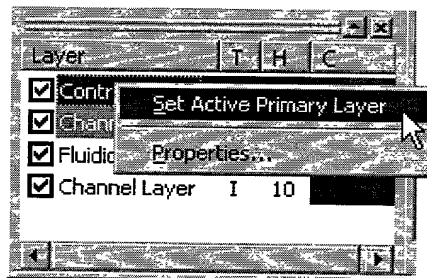 Layer T H C
Contr
Set Active Primary Layer
Chann
Fluidic
Properties...
Channel Layer I 10